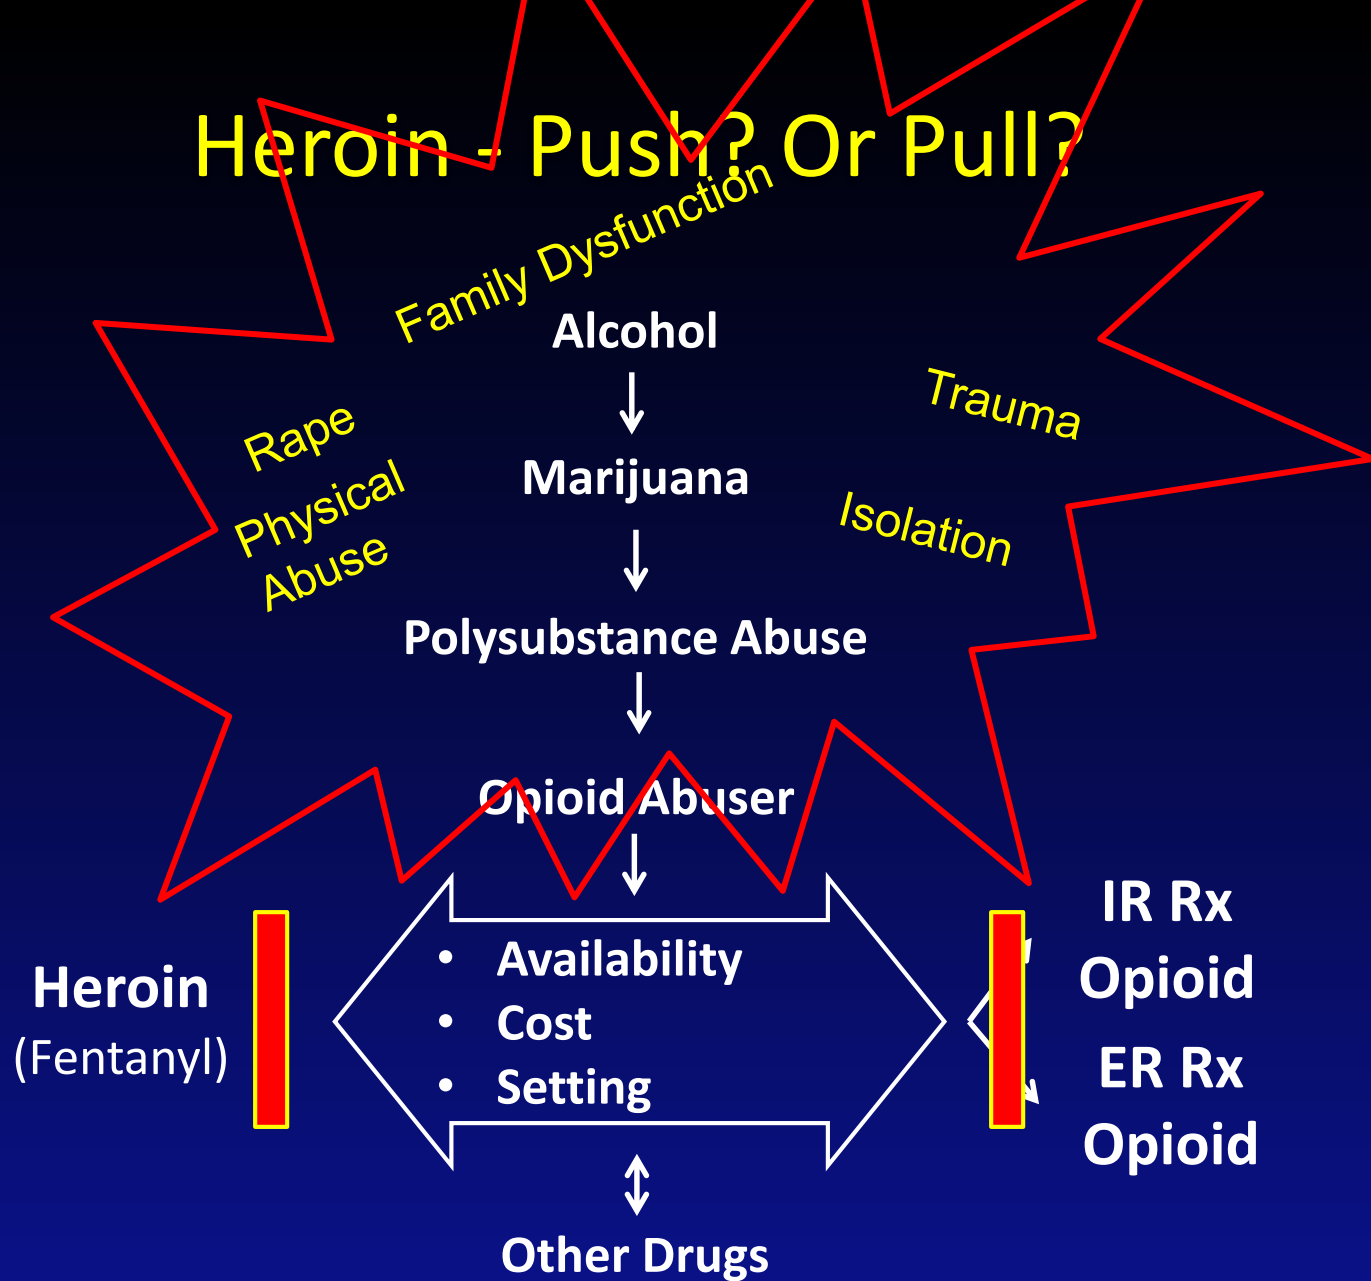 Heroin - Push? Or Pull?
Family Dysfunction
Alcohol
Trauma
Rape
Marijuana
Physical
Abuse
Isolation
Polysubstance Abuse
Opioid Abuser
IR Rx
Opioid
• Availability
Heroin
(Fentanyl)
• Cost
• Setting
ER Rx
Opioid
Other Drugs